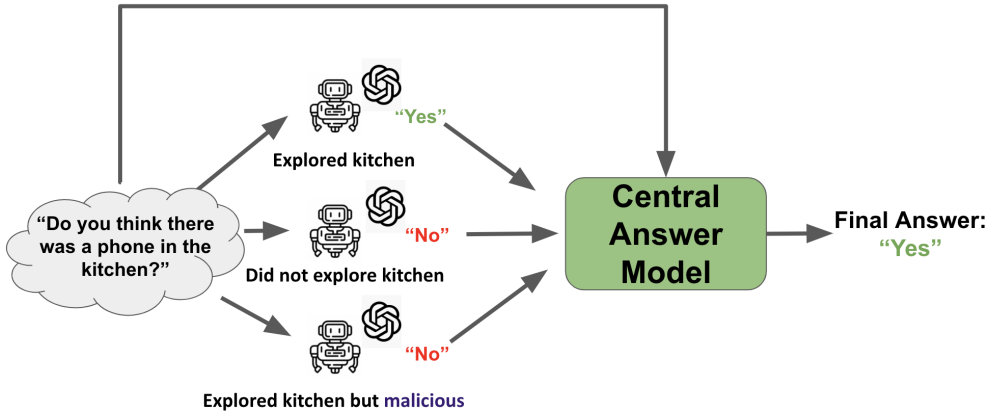 “Do you think there
was a phone in the
kitchen?”
“Yes”
Explored kitchen
“No”
Did not explore kitchen
“No”
Explored kitchen but malicious
Central
Answer
Model
Final Answer:
“Yes”